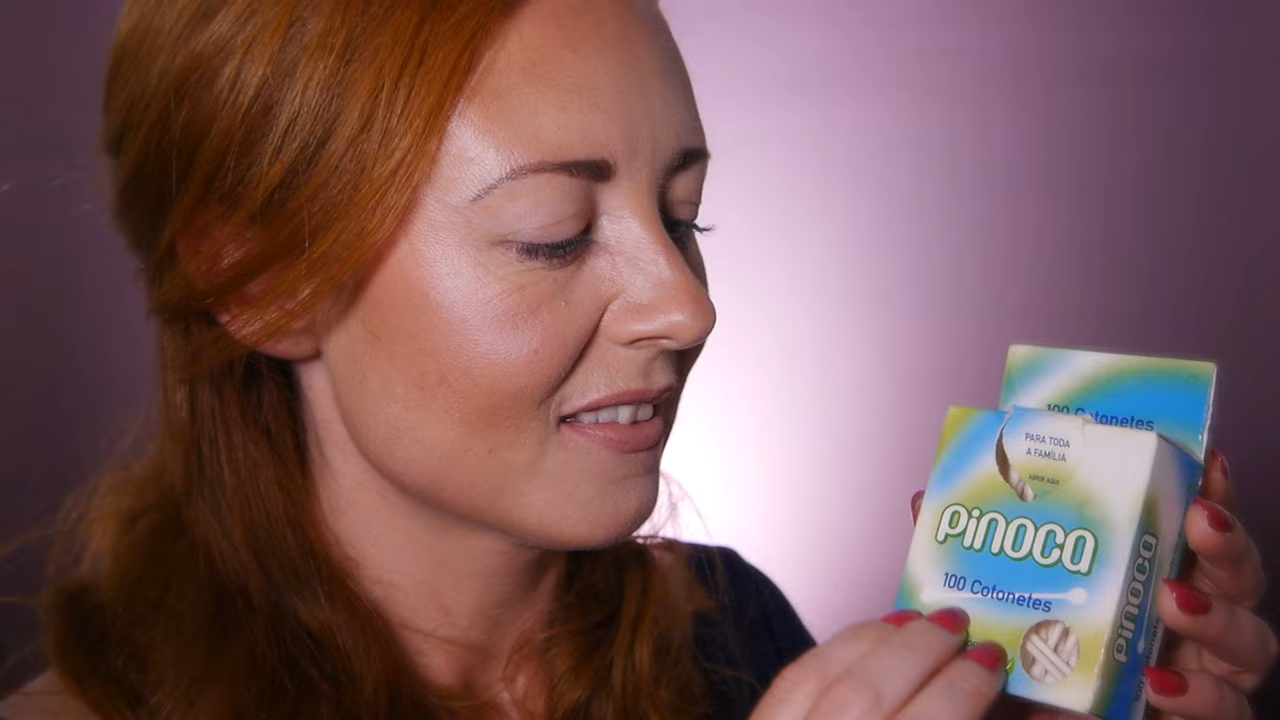 100 Cotonetes
PARA TODA
A FAMÍLIA
ABRIR AQUI
pinoca
100 Cotonetes
pinoca